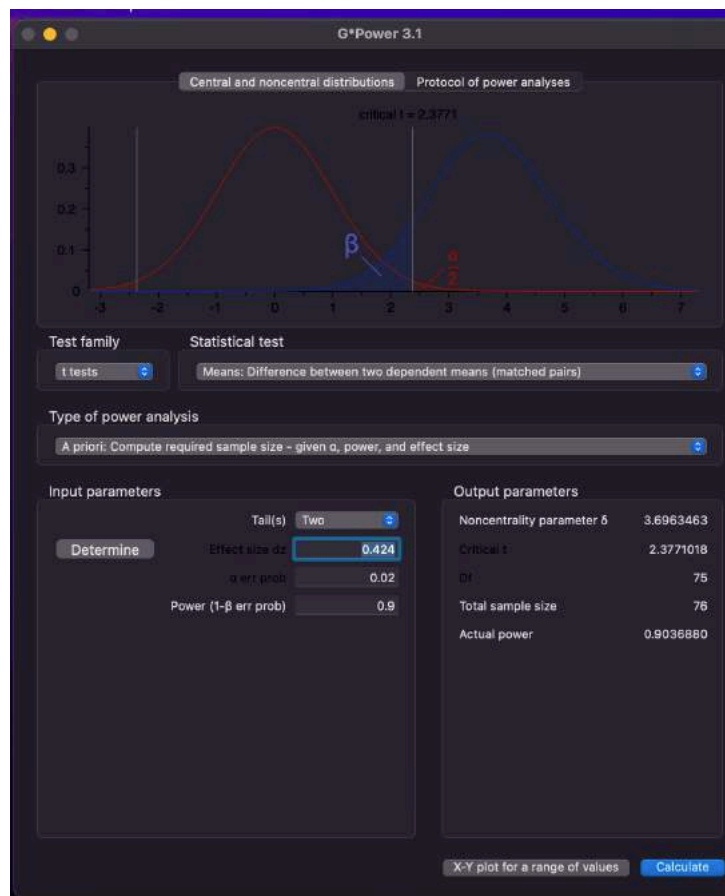 G*Power 3.1
Central and noncentral distributions Protocol of power analyses
critical t = 2.3771
0.3
0.2
0.1
0
β
α
2
-3 -2 -1 0 1 2 3 4 5 6 7
Test family Statistical test
t tests Means: Difference between two dependent means (matched pairs)
Type of power analysis
A priori: Compute required sample size – given α, power, and effect size
Input parameters Output parameters
Tail(s) Two Noncentrality parameter δ 3.6963463
Determine Effect size dz 0.424 Critical t 2.3771018
α err prob 0.02 Df 75
Power (1-β err prob) 0.9 Total sample size 76
Actual power 0.9036880
X-Y plot for a range of values Calculate